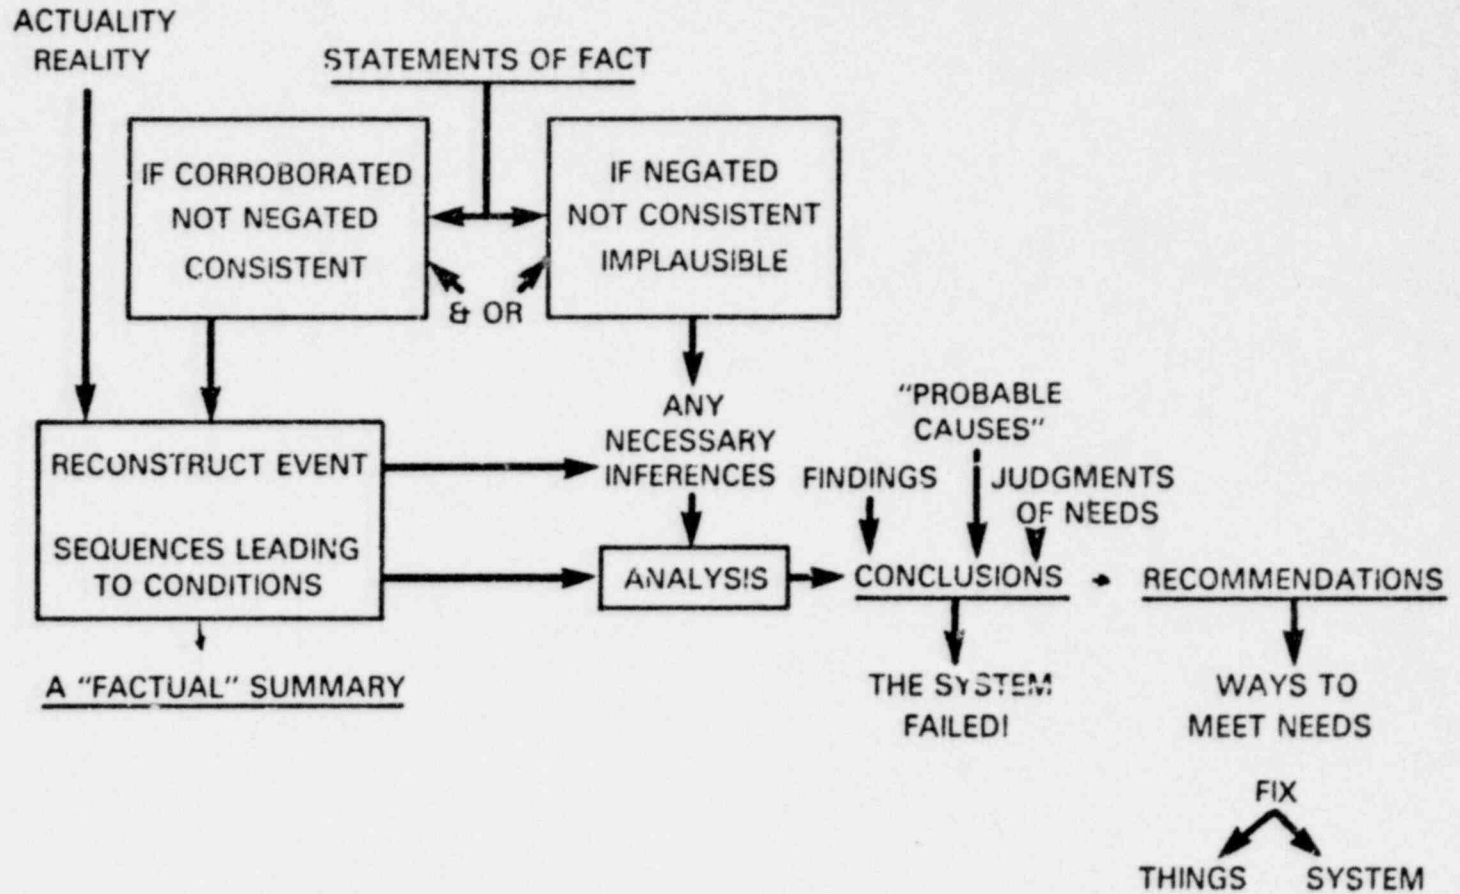 ACTUALITY
REALITY
STATEMENTS OF FACT
IF CORROBORATED
NOT NEGATED
CONSISTENT
IF NEGATED
NOT CONSISTENT
IMPLAUSIBLE
& OR
RECONSTRUCT EVENT
SEQUENCES LEADING
TO CONDITIONS
A "FACTUAL" SUMMARY
ANY
NECESSARY
INFERENCES
ANALYSIS
FINDINGS
"PROBABLE
CAUSES"
JUDGMENTS
OF NEEDS
CONCLUSIONS
RECOMMENDATIONS
THE SYSTEM
FAILED!
WAYS TO
MEET NEEDS
FIX
THINGS
SYSTEM